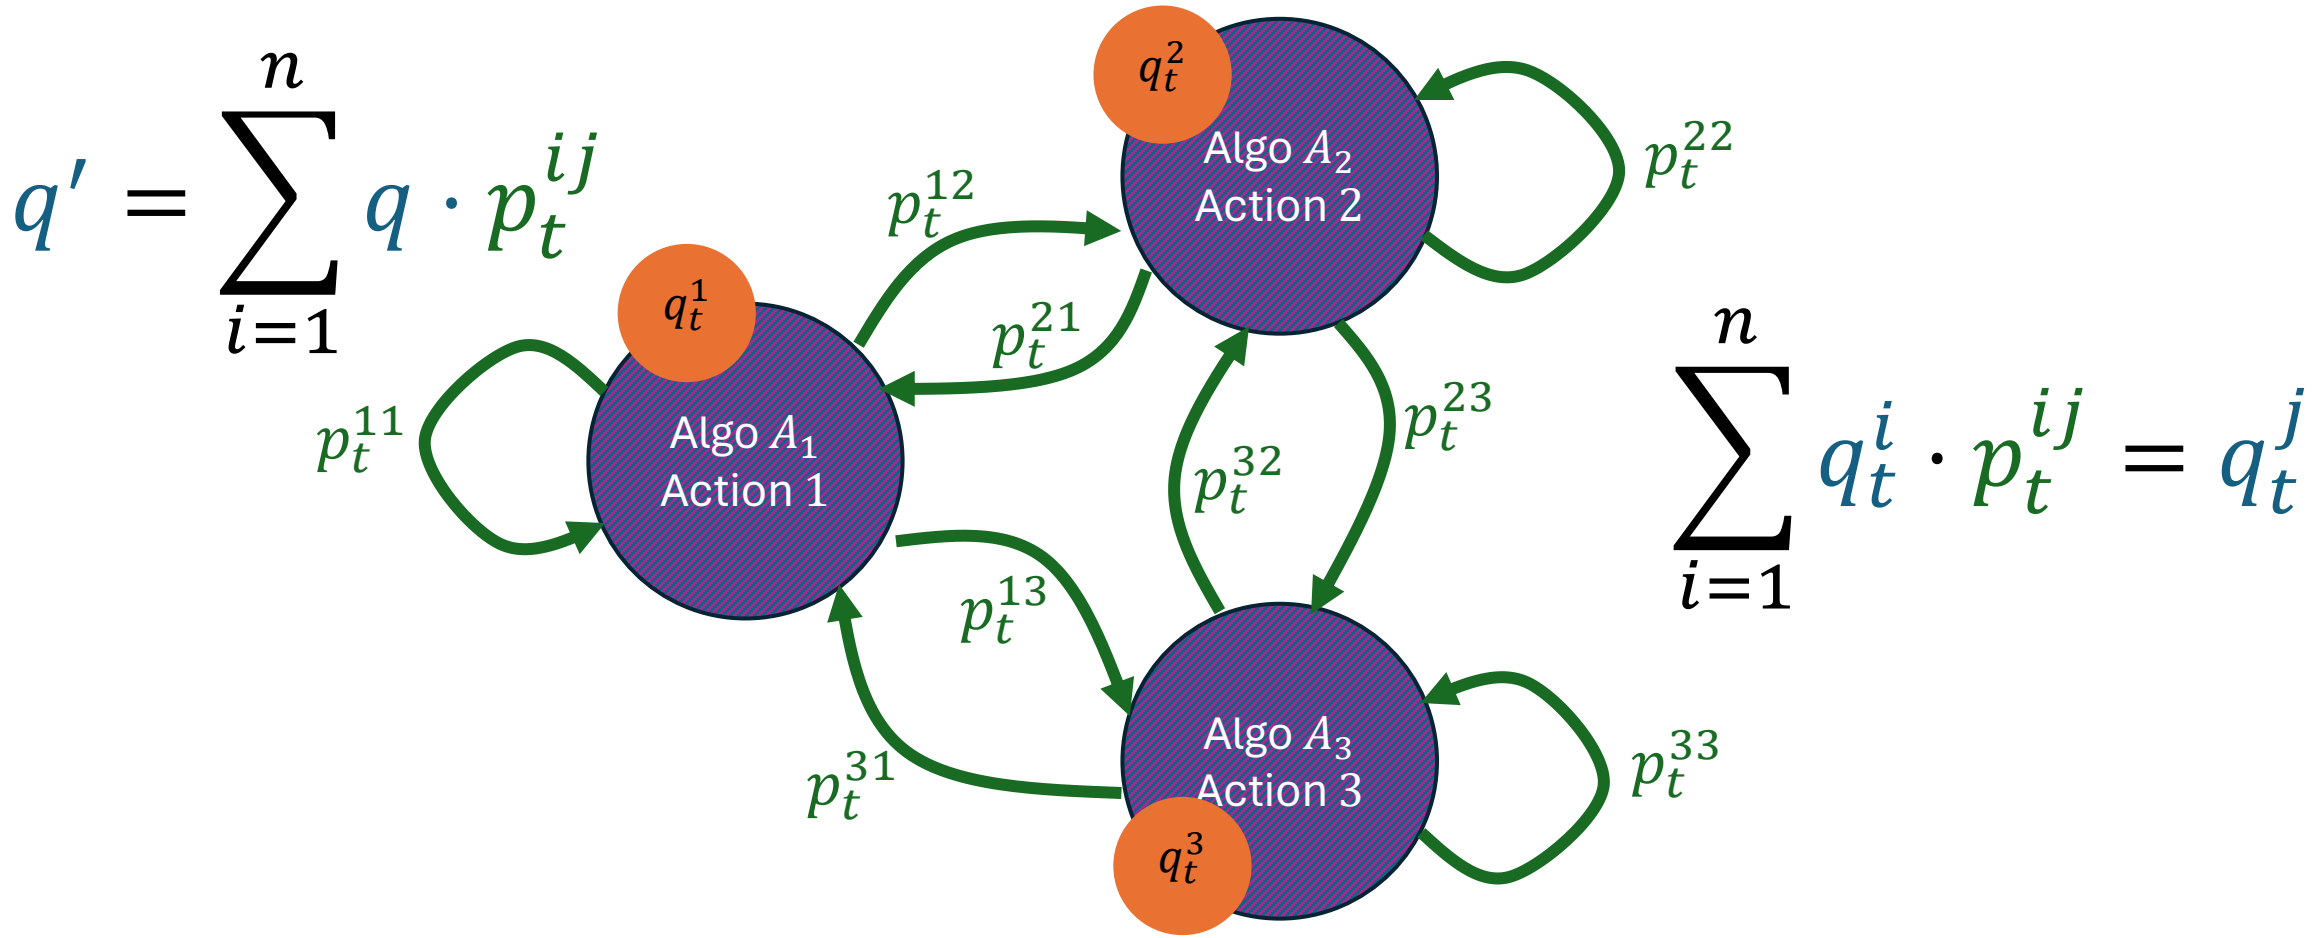 q′ = ∑_{i=1}^{n} q · p_t^{ij}
q_t^2
Algo A_2
Action 2
p_t^{22}
p_t^{12}
p_t^{21}
q_t^1
Algo A_1
Action 1
p_t^{11}
p_t^{32}
p_t^{23}
∑_{i=1}^{n} q_t^i · p_t^{ij} = q_t^j
p_t^{13}
p_t^{31}
Algo A_3
Action 3
q_t^3
p_t^{33}